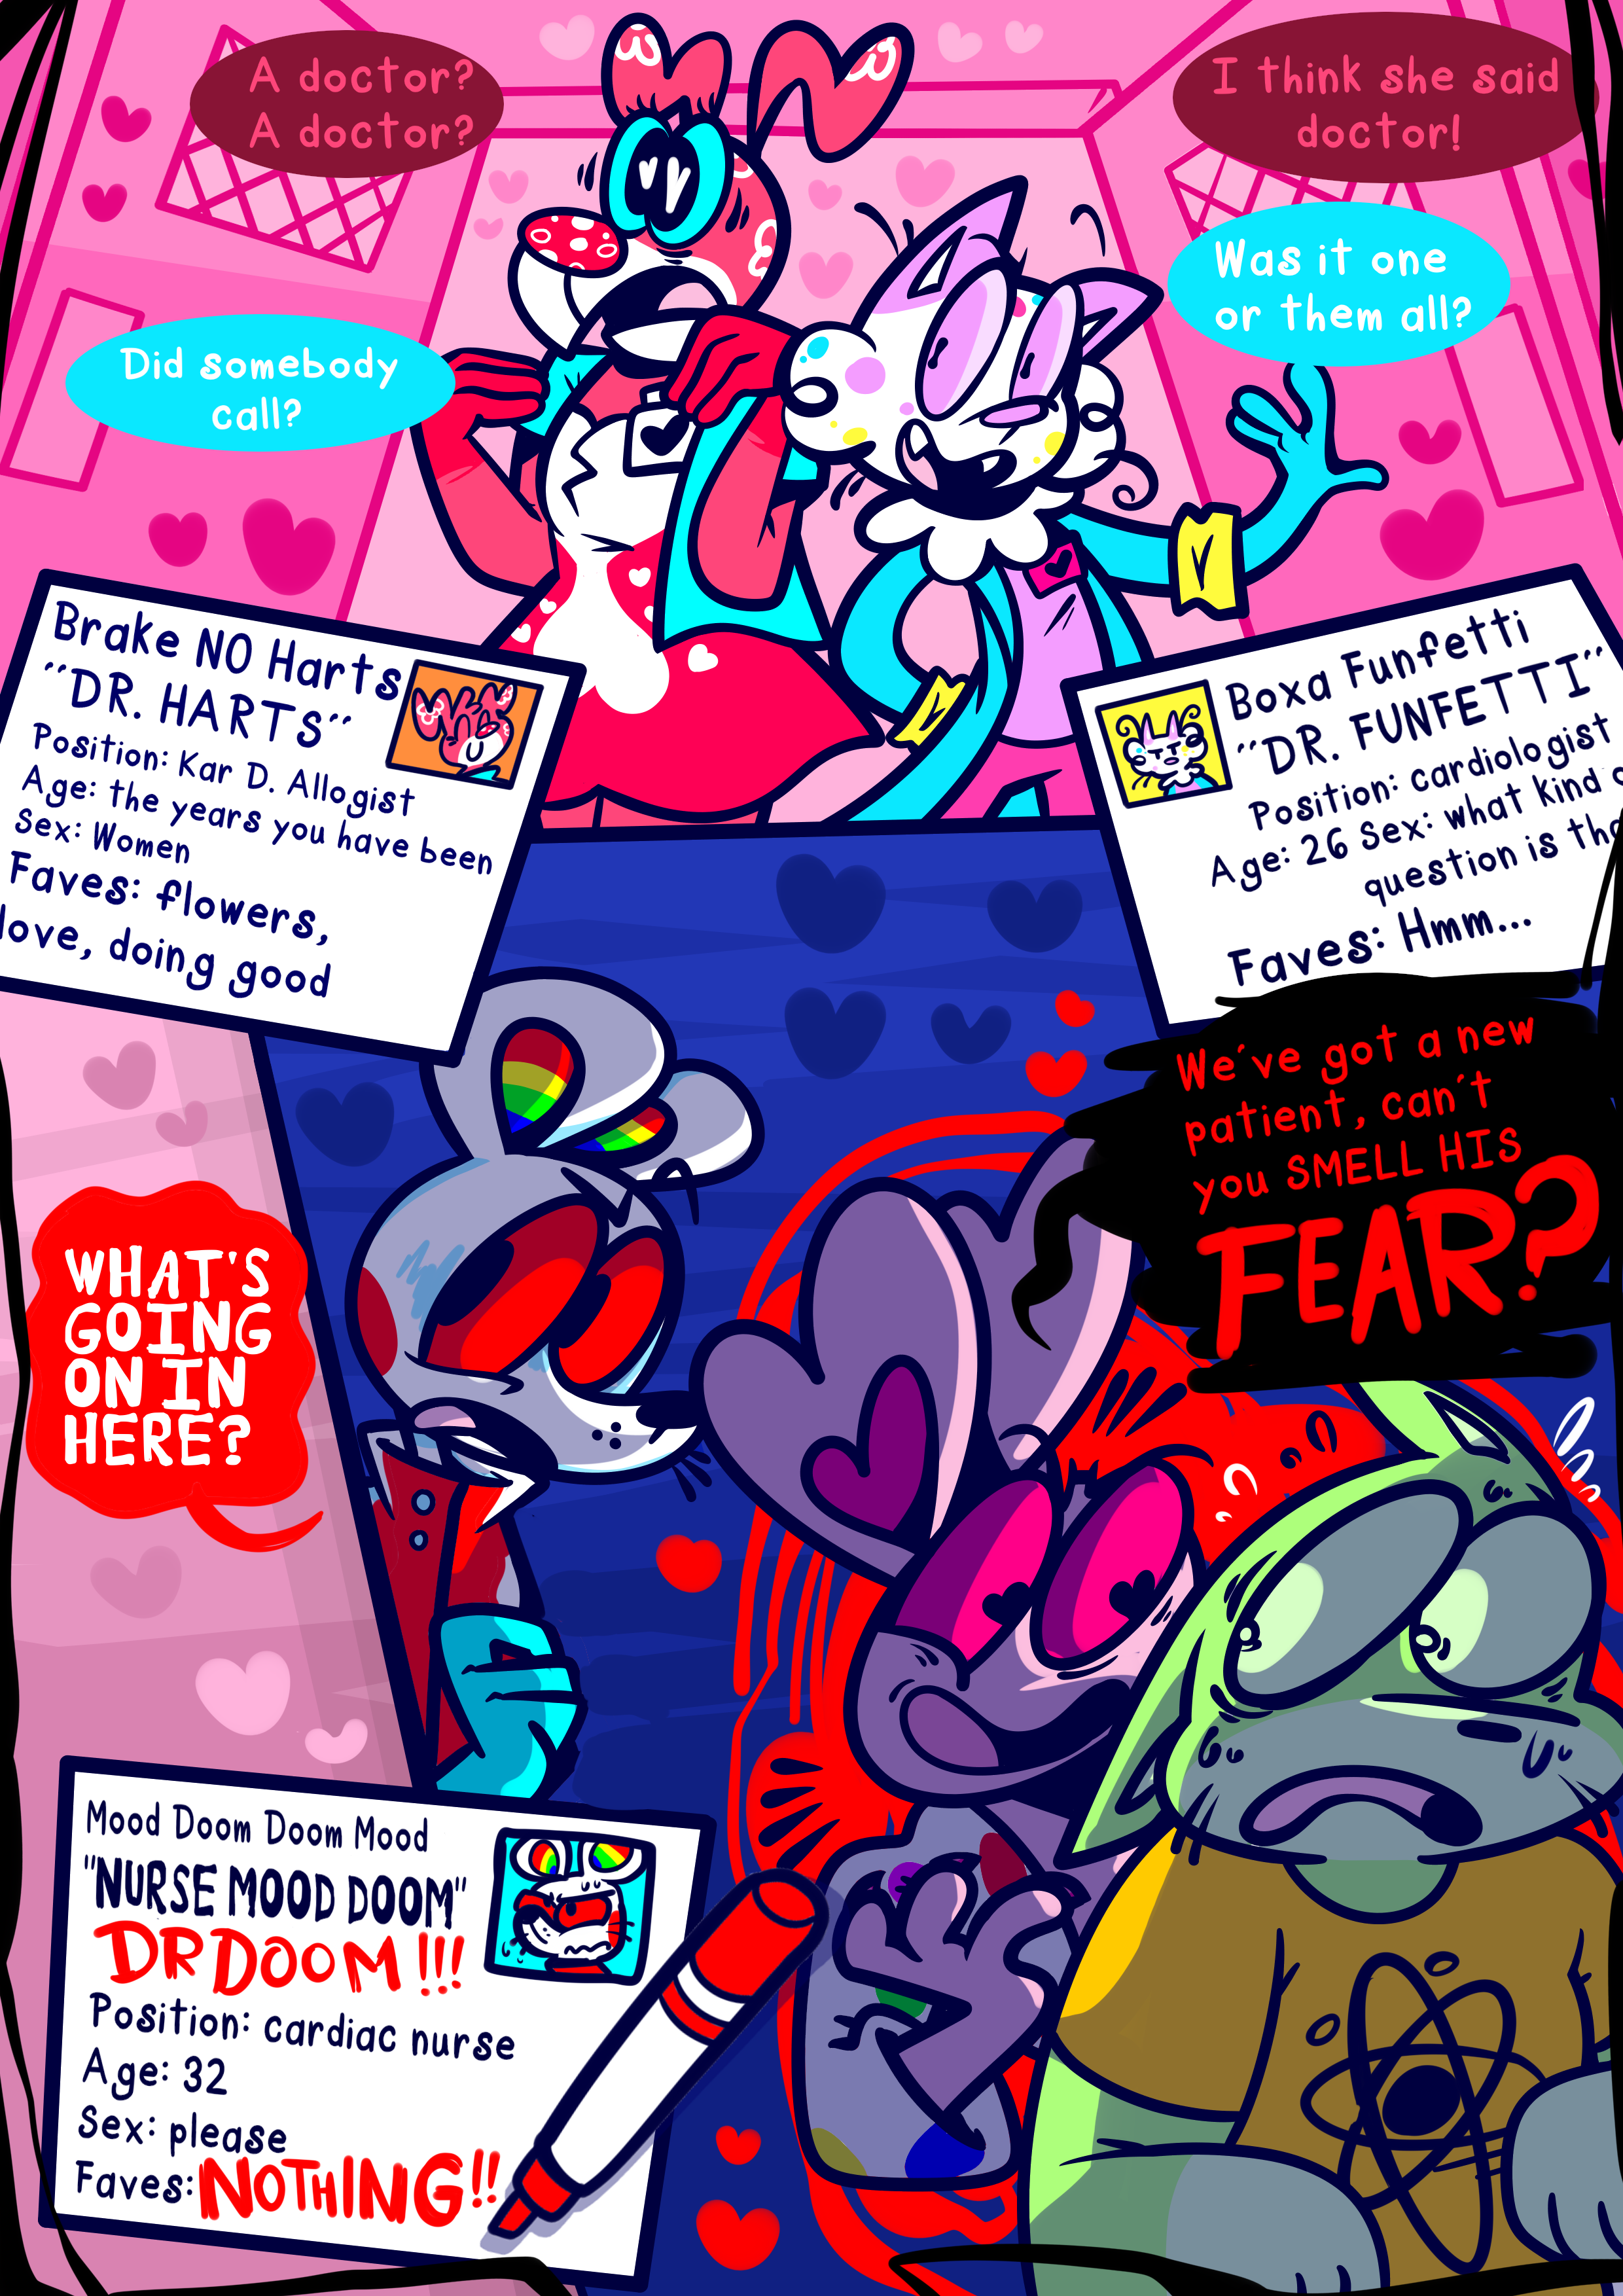 A doctor?
A doctor?
I think she said
doctor!
Did somebody
call?
Was it one
or them all?
Brake NO Harts
"DR. HARTS"
Position: Kar D. Allogist
Age: the years you have been
Sex: Women
Faves: flowers,
love, doing good
Boxa Funfetti
"DR. FUNFETTI"
Position: cardiologist
Age: 26 Sex: what kind
question is
Faves: Hmm...
We've got a new
patient, can't
you SMELL HIS
FEAR?
WHAT'S
GOING
ON IN
HERE?
Mood Doom Doom Mood
"NURSE MOOD DOOM"
DR DOOM!!!
Position: cardiac nurse
Age: 32
Sex: please
Faves: NOTHING!!